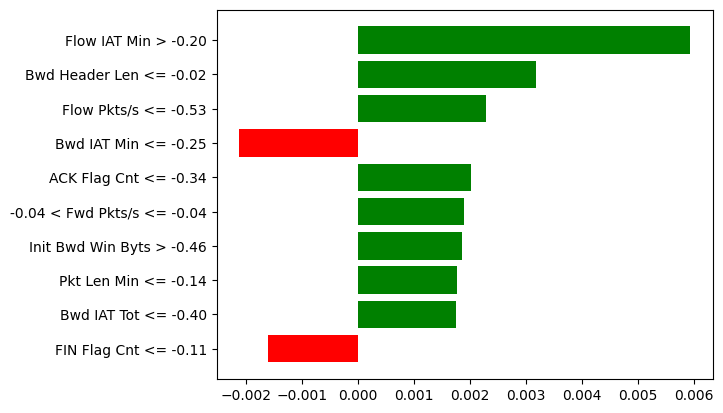 Flow IAT Min > -0.20
Bwd Header Len <= -0.02
Flow Pkts/s <= -0.53
Bwd IAT Min <= -0.25
ACK Flag Cnt <= -0.34
-0.04 < Fwd Pkts/s <= -0.04
Init Bwd Win Byts > -0.46
Pkt Len Min <= -0.14
Bwd IAT Tot <= -0.40
FIN Flag Cnt <= -0.11
−0.002 −0.001 0.000 0.001 0.002 0.003 0.004 0.005 0.006